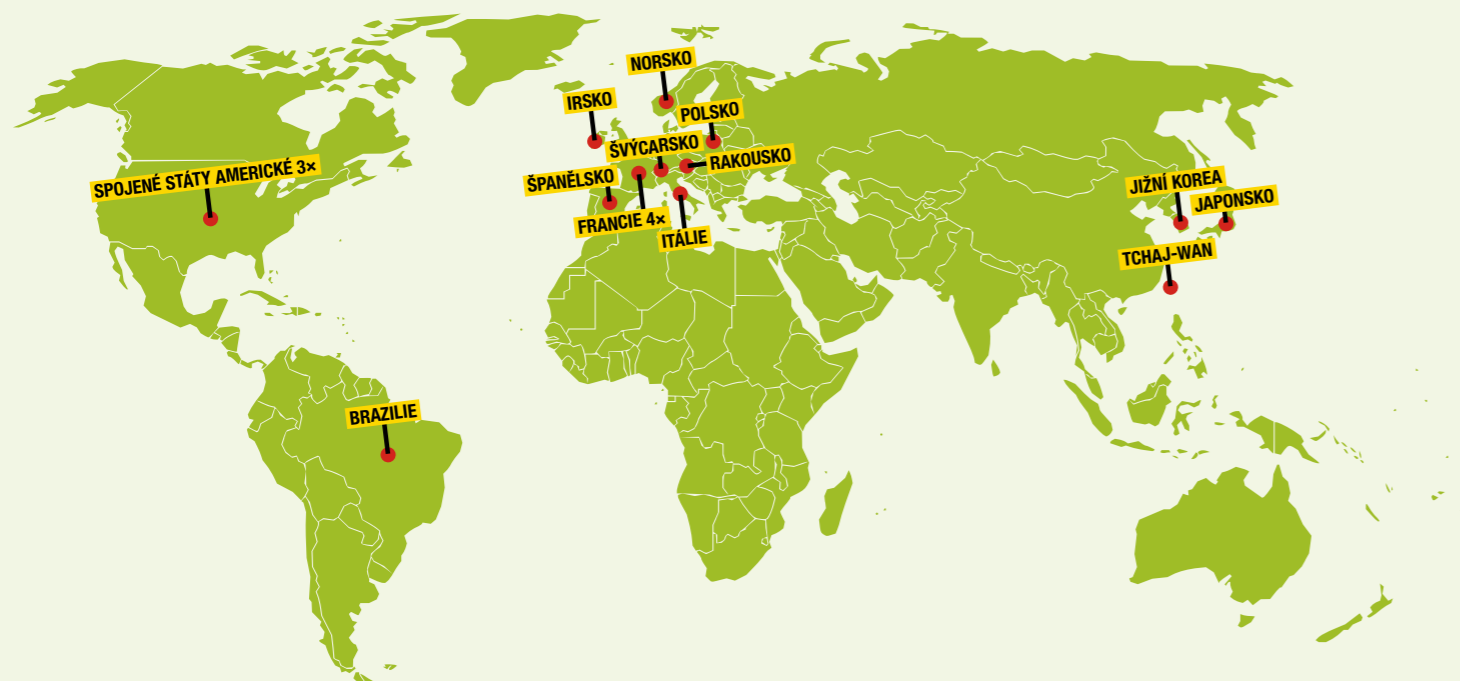 NORSKO
IRSKO
POLSKO
ŠVÝCARSKO
RAKOUSKO
SPOJENÉ STÁTY AMERICKÉ 3×
ŠPANĚLSKO
FRANCIE 4×
ITÁLIE
JIŽNÍ KOREA
JAPONSKO
TCHAJ-WAN
BRAZILIE